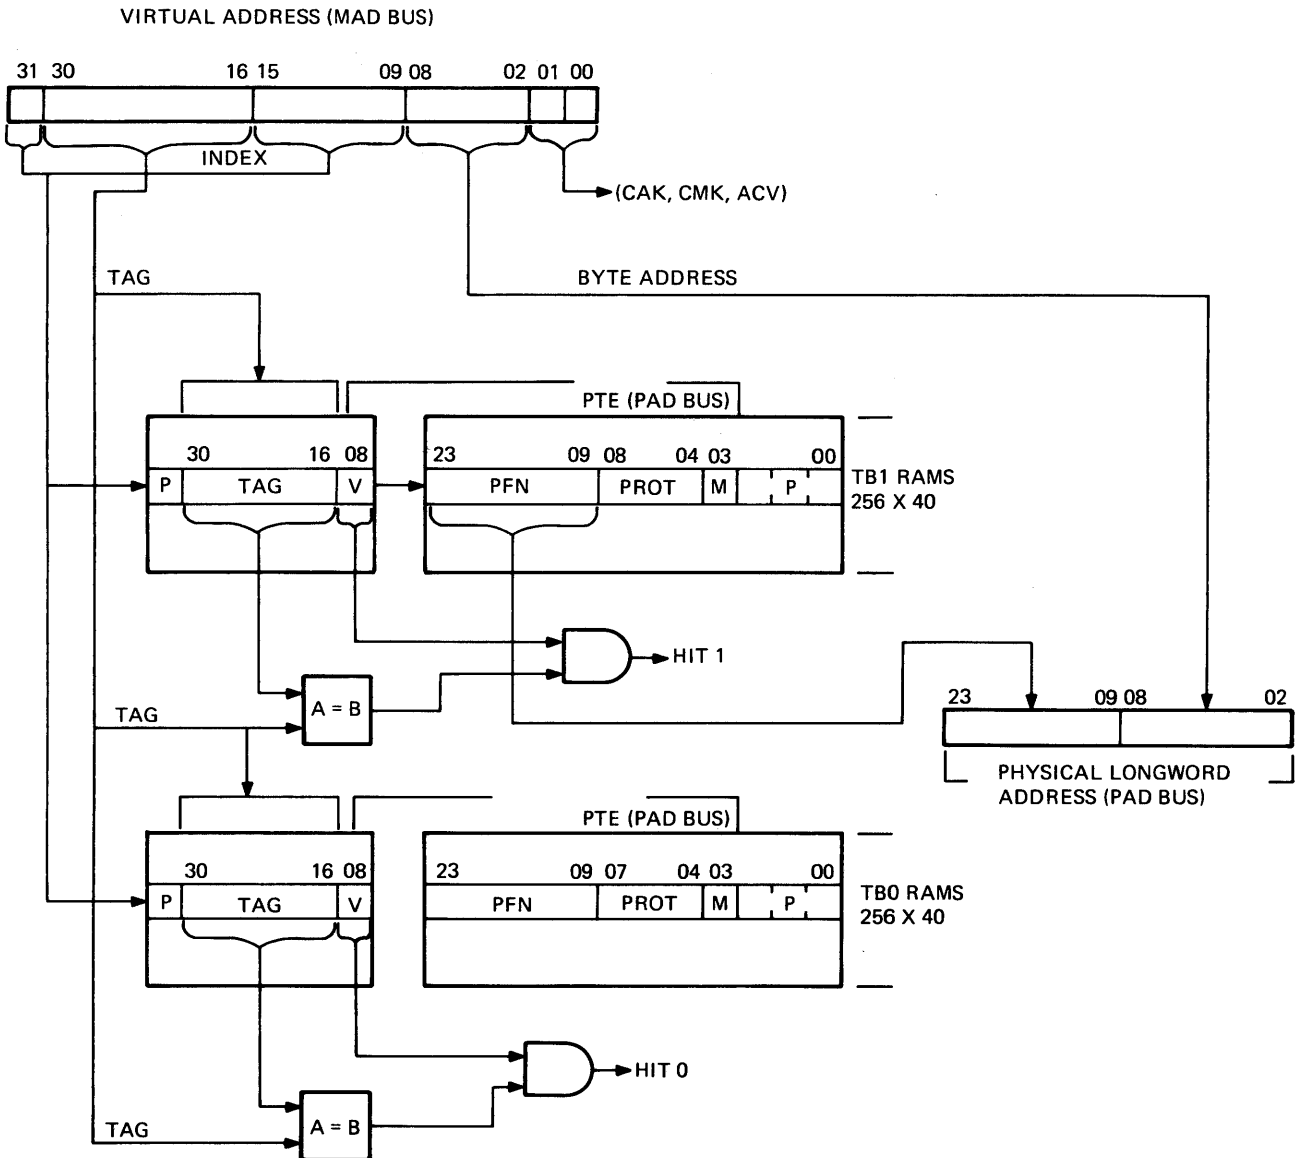 VIRTUAL ADDRESS (MAD BUS)
31 30 16 15 09 08 02 01 00
INDEX
(CAK, CMK, ACV)
TAG
BYTE ADDRESS
PTE (PAD BUS)
30 16 08 23 09 08 04 03 00
P TAG V PFN PROT M P
TB1 RAMS
256 X 40
HIT 1
A = B
TAG
23 09 08 02
PHYSICAL LONGWORD
ADDRESS (PAD BUS)
PTE (PAD BUS)
30 16 08 23 09 07 04 03 00
P TAG V PFN PROT M P
TB0 RAMS
256 X 40
HIT 0
A = B
TAG